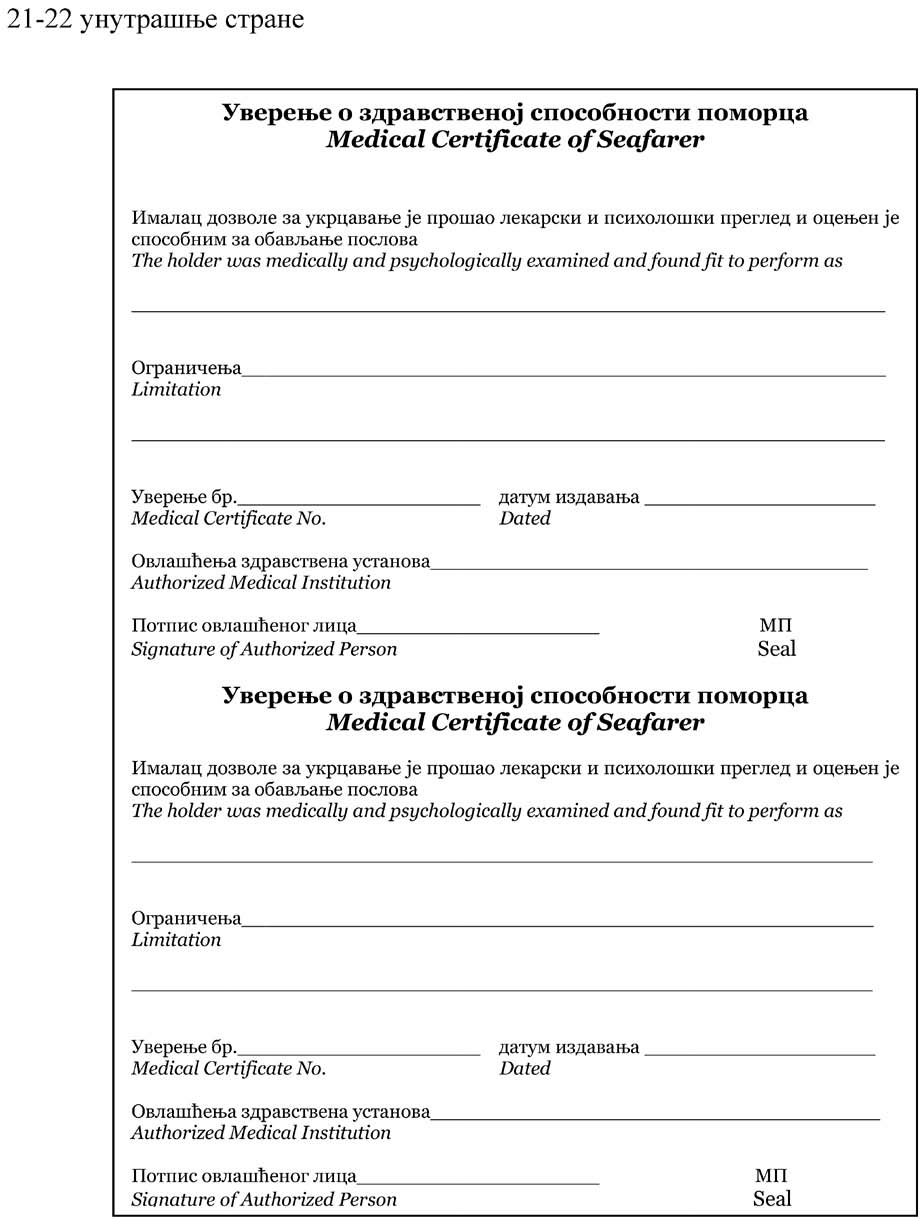 21-22 унутрашње стране
Уверење о здравственој способности поморца
Medical Certificate of Seafarer
Ималац дозволе за укрцавање је прошао лекарски и психолошки преглед и оцењен је
способним за обављање послова
The holder was medically and psychologically examined and found fit to perform as
Ограничења
Limitation
Уверење бр. датум издавања
Medical Certificate No. Dated
Овлашћења здравствена установа
Authorized Medical Institution
Потпис овлашћеног лица МП
Signature of Authorized Person Seal
Уверење о здравственој способности поморца
Medical Certificate of Seafarer
Ималац дозволе за укрцавање је прошао лекарски и психолошки преглед и оцењен је
способним за обављање послова
The holder was medically and psychologically examined and found fit to perform as
Ограничења
Limitation
Уверење бр. датум издавања
Medical Certificate No. Dated
Овлашћења здравствена установа
Authorized Medical Institution
Потпис овлашћеног лица МП
Signature of Authorized Person Seal